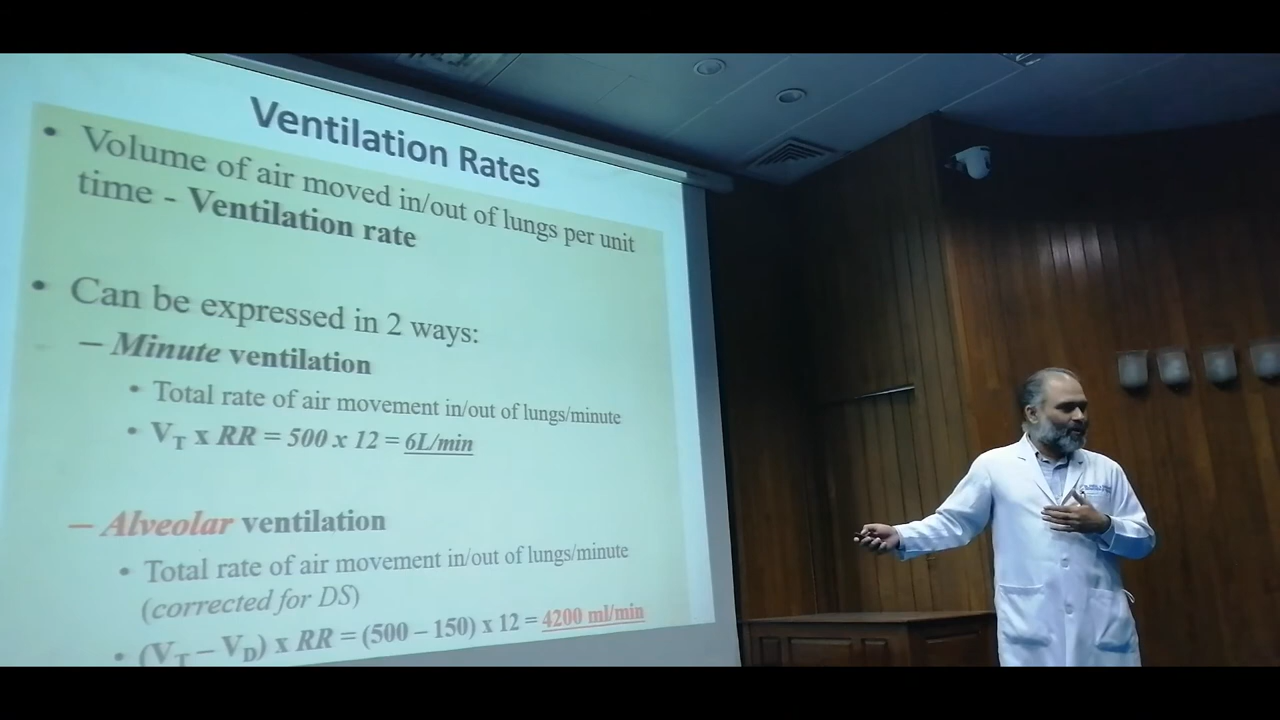 Ventilation Rates
• Volume of air moved in/out of lungs per unit
time - Ventilation rate
• Can be expressed in 2 ways:
– Minute ventilation
• Total rate of air movement in/out of lungs/minute
• VT x RR = 500 x 12 = 6L/min
– Alveolar ventilation
• Total rate of air movement in/out of lungs/minute
(corrected for DS)
• (VT – VD) x RR = (500 – 150) x 12 = 4200 ml/min